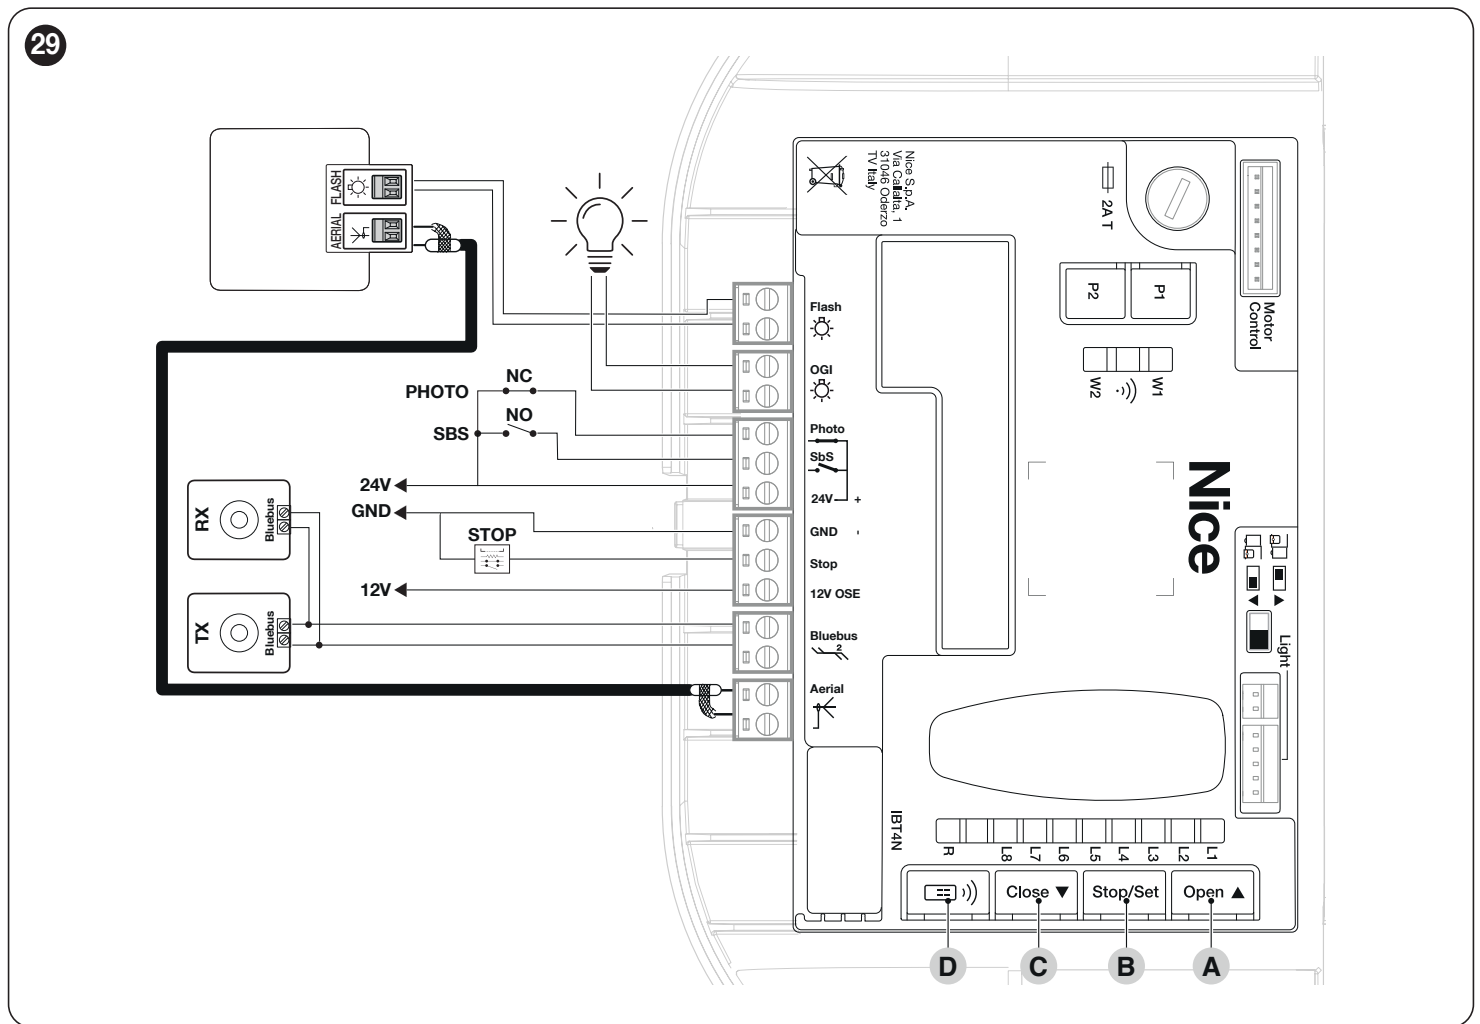 29
FLASH
AERIAL
Nice S.p.A.
Via Callalta, 1
31046 Oderzo
TV Italy
2A T
Motor
Control
P2
P1
W2
W1
Flash
OGI
Photo
SbS
24V +
GND -
Stop
12V OSE
Bluebus
2
Aerial
PHOTO
NC
SBS
NO
24V
GND
STOP
12V
RX
Bluebus
TX
Bluebus
Nice
Light
IBT4N
R
L8
L7
L6
L5
L4
L3
L2
L1
Close ▼
Stop/Set
Open ▲
D
C
B
A